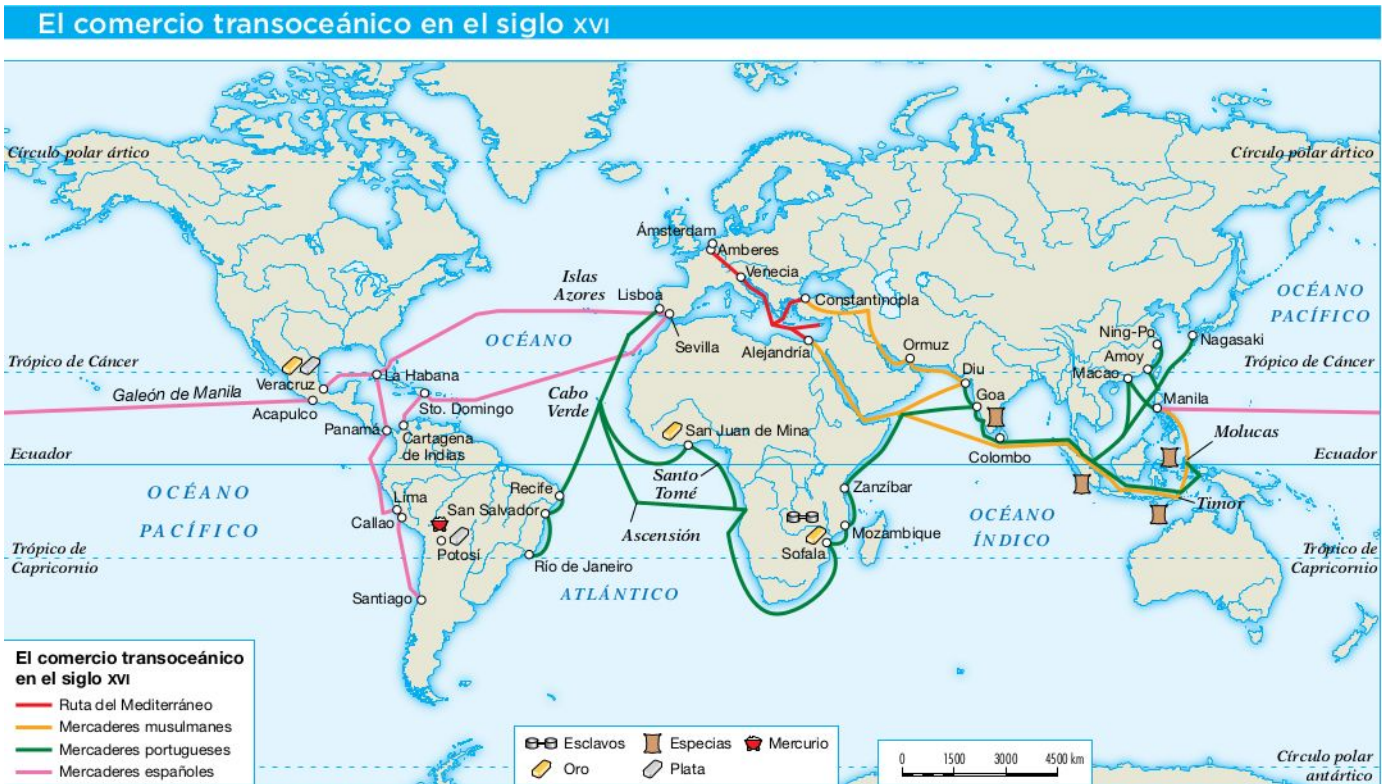 El comercio transoceánico en el siglo XVI
Círculo polar ártico
Círculo polar ártico
Ámsterdam
Amberes
Venecia
Islas
Azores
Lisboa
Constantinopla
OCÉANO
PACÍFICO
OCÉANO
Sevilla
Alejandría
Ormuz
Ning-Po
Nagasaki
Amoy
Trópico de Cáncer
Trópico de Cáncer
Veracruz
La Habana
Diu
Macao
Galeón de Manila
Acapulco
Sto. Domingo
Cabo
Verde
Goa
Manila
Panamá
Cartagena
de Indias
San Juan de Mina
Molucas
Colombo
Ecuador
Ecuador
Santo
Tomé
OCÉANO
PACÍFICO
Lima
Callao
Recife
San Salvador
Zanzíbar
Timor
Ascensión
OCÉANO
ÍNDICO
Mozambique
Potosí
Sofala
Trópico de
Capricornio
Trópico de
Capricornio
Río de Janeiro
ATLÁNTICO
Santiago
El comercio transoceánico
en el siglo XVI
Ruta del Mediterráneo
Mercaderes musulmanes
Mercaderes portugueses
Mercaderes españoles
Esclavos
Especias
Mercurio
Oro
Plata
0 1500 3000 4500 km
Círculo polar
antártico